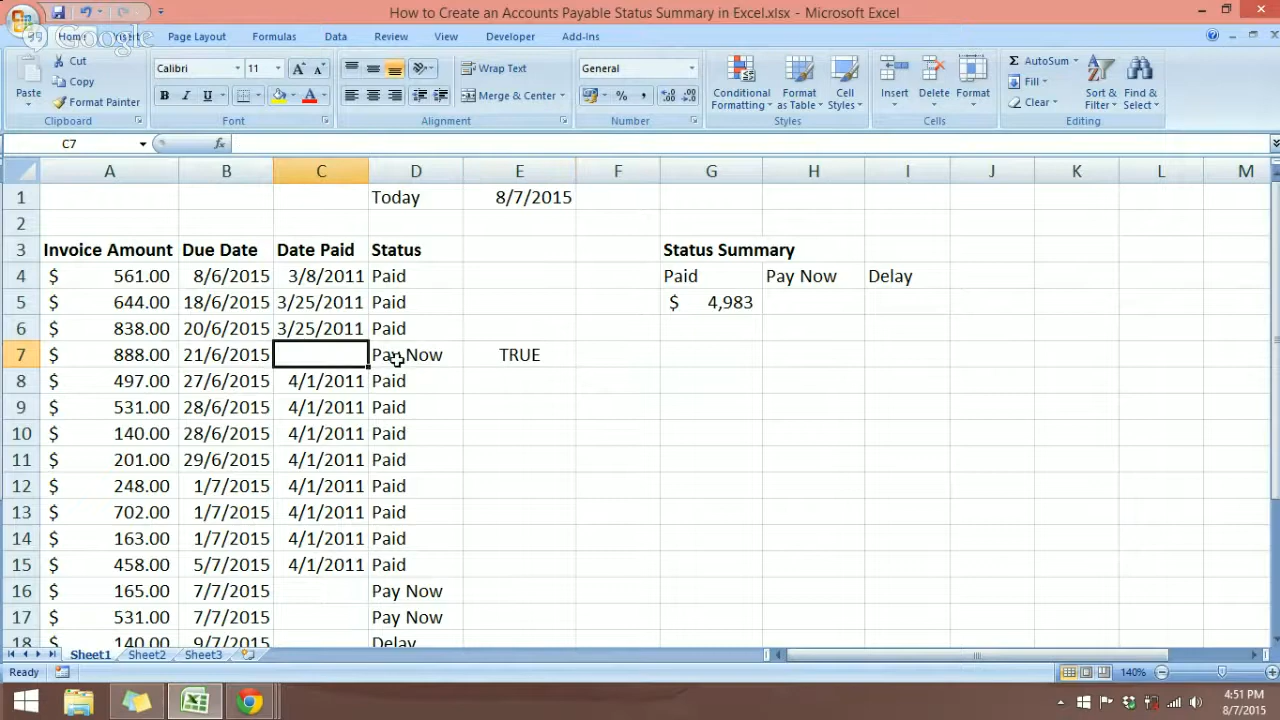 How to Create an Accounts Payable Status Summary in Excel.xlsx - Microsoft Excel
Google
Home Insert Page Layout Formulas Data Review View Developer Add-Ins
Paste
Cut
Copy
Format Painter
Clipboard
Calibri 11
B I U
Font
Wrap Text
Merge & Center
Alignment
General
$ % ,
Number
Conditional Formatting
Format as Table
Cell Styles
Styles
Insert Delete Format
Cells
Σ AutoSum
Fill
Clear
Sort & Filter
Find & Select
Editing
C7 fx
A B C D E F G H I J K L M
1 Today 8/7/2015
2
3 Invoice Amount Due Date Date Paid Status Status Summary
4 $ 561.00 8/6/2015 3/8/2011 Paid Paid Pay Now Delay
5 $ 644.00 18/6/2015 3/25/2011 Paid $ 4,983
6 $ 838.00 20/6/2015 3/25/2011 Paid
7 $ 888.00 21/6/2015 Pay Now TRUE
8 $ 497.00 27/6/2015 4/1/2011 Paid
9 $ 531.00 28/6/2015 4/1/2011 Paid
10 $ 140.00 28/6/2015 4/1/2011 Paid
11 $ 201.00 29/6/2015 4/1/2011 Paid
12 $ 248.00 1/7/2015 4/1/2011 Paid
13 $ 702.00 1/7/2015 4/1/2011 Paid
14 $ 163.00 1/7/2015 4/1/2011 Paid
15 $ 458.00 5/7/2015 4/1/2011 Paid
16 $ 165.00 7/7/2015 Pay Now
17 $ 531.00 7/7/2015 Pay Now
18 $ 140.00 9/7/2015 Delay
Sheet1 Sheet2 Sheet3
Ready 140%
4:51 PM
8/7/2015